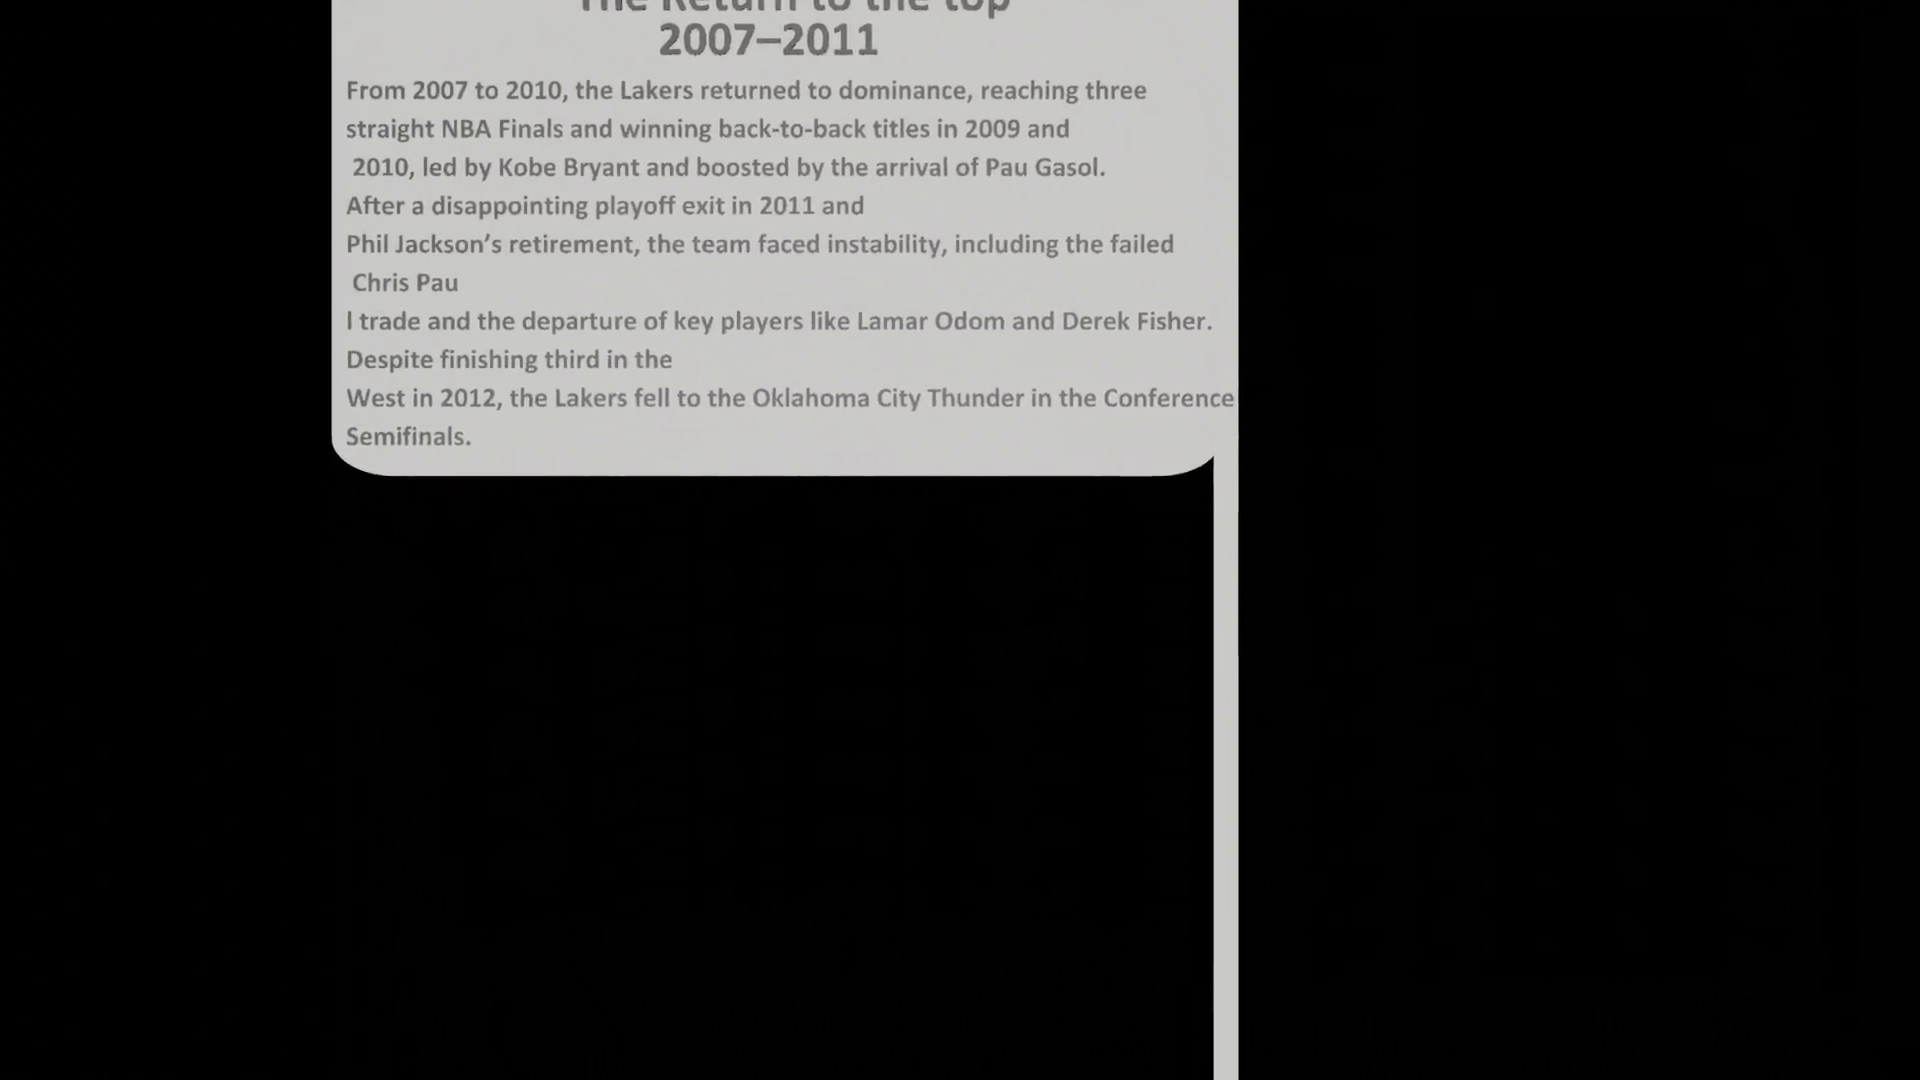 The Return to the top
2007–2011
From 2007 to 2010, the Lakers returned to dominance, reaching three
straight NBA Finals and winning back-to-back titles in 2009 and
2010, led by Kobe Bryant and boosted by the arrival of Pau Gasol.
After a disappointing playoff exit in 2011 and
Phil Jackson’s retirement, the team faced instability, including the failed
Chris Pau
l trade and the departure of key players like Lamar Odom and Derek Fisher.
Despite finishing third in the
West in 2012, the Lakers fell to the Oklahoma City Thunder in the Conference
Semifinals.